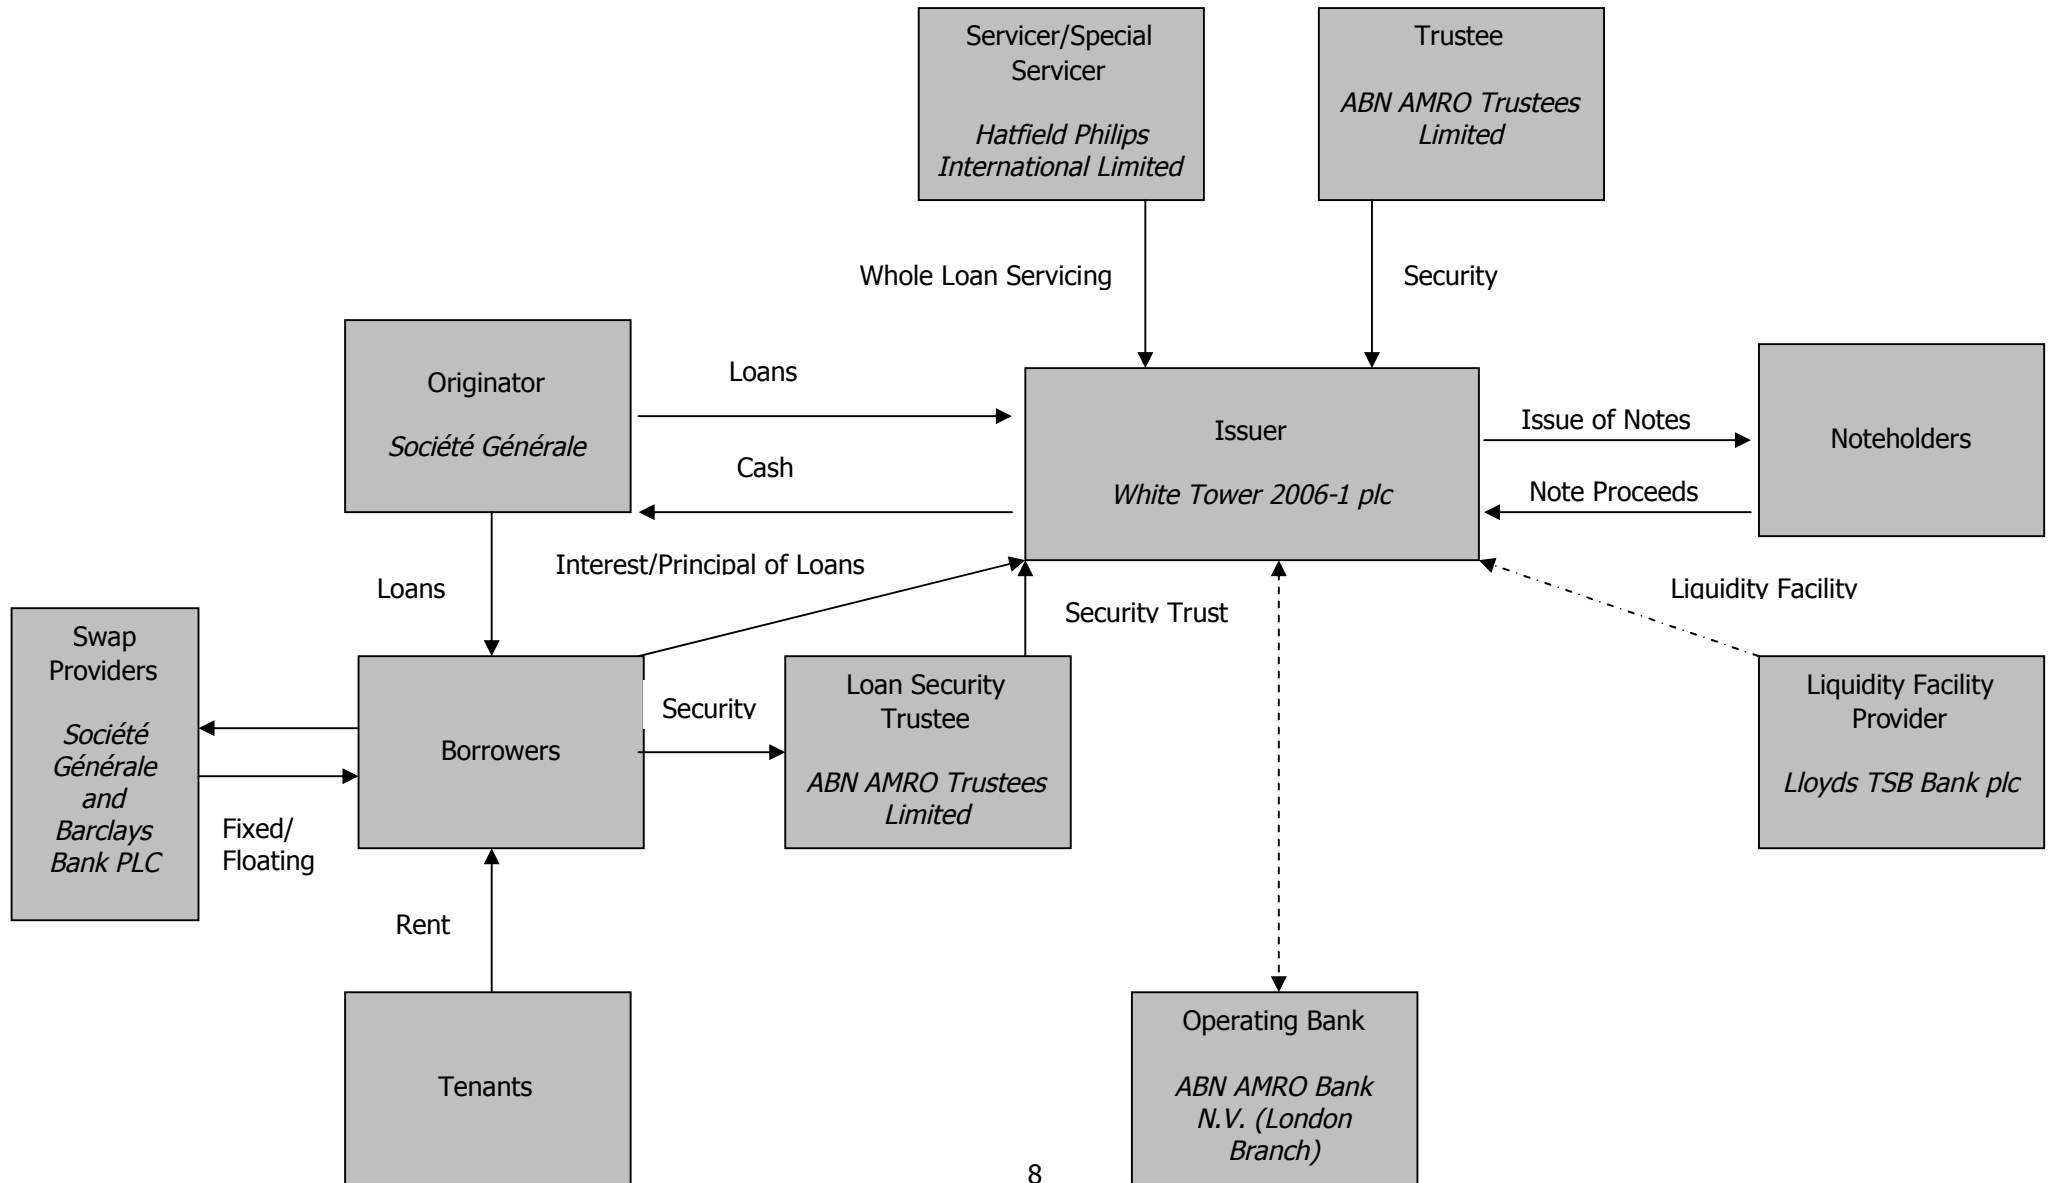 Servicer/Special
Servicer
Hatfield Philips
International Limited
Trustee
ABN AMRO Trustees
Limited
Whole Loan Servicing
Security
Originator
Société Générale
Loans
Cash
Issuer
White Tower 2006-1 plc
Issue of Notes
Note Proceeds
Noteholders
Loans
Interest/Principal of Loans
Security Trust
Liquidity Facility
Swap
Providers
Société
Générale
and
Barclays
Bank PLC
Fixed/
Floating
Borrowers
Security
Loan Security
Trustee
ABN AMRO Trustees
Limited
Liquidity Facility
Provider
Lloyds TSB Bank plc
Rent
Tenants
Operating Bank
ABN AMRO Bank
N.V. (London
Branch)
8